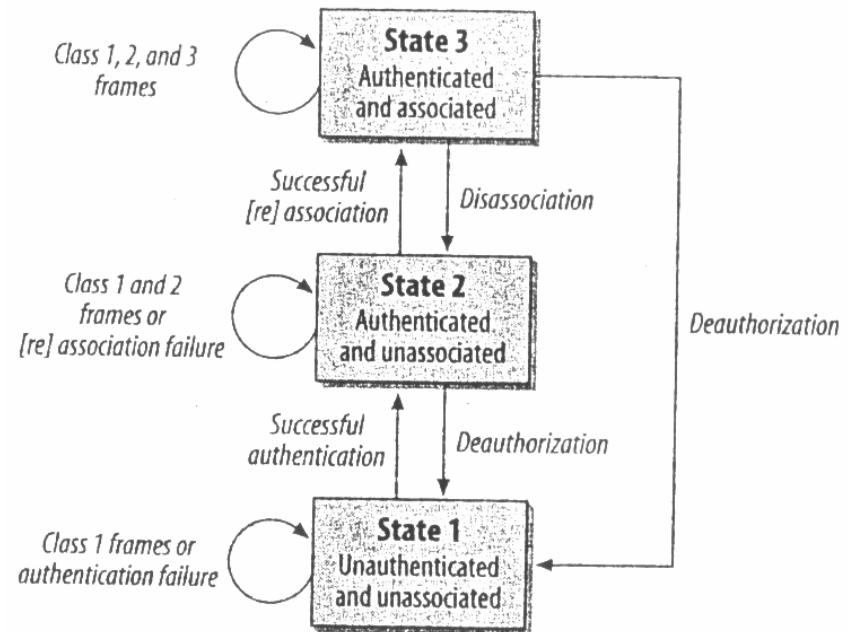 State 3
Authenticated
and associated
Class 1, 2, and 3
frames
Successful
[re] association
Disassociation
State 2
Authenticated
and unassociated
Class 1 and 2
frames or
[re] association failure
Deauthorization
Successful
authentication
Deauthorization
State 1
Unauthenticated
and unassociated
Class 1 frames or
authentication failure